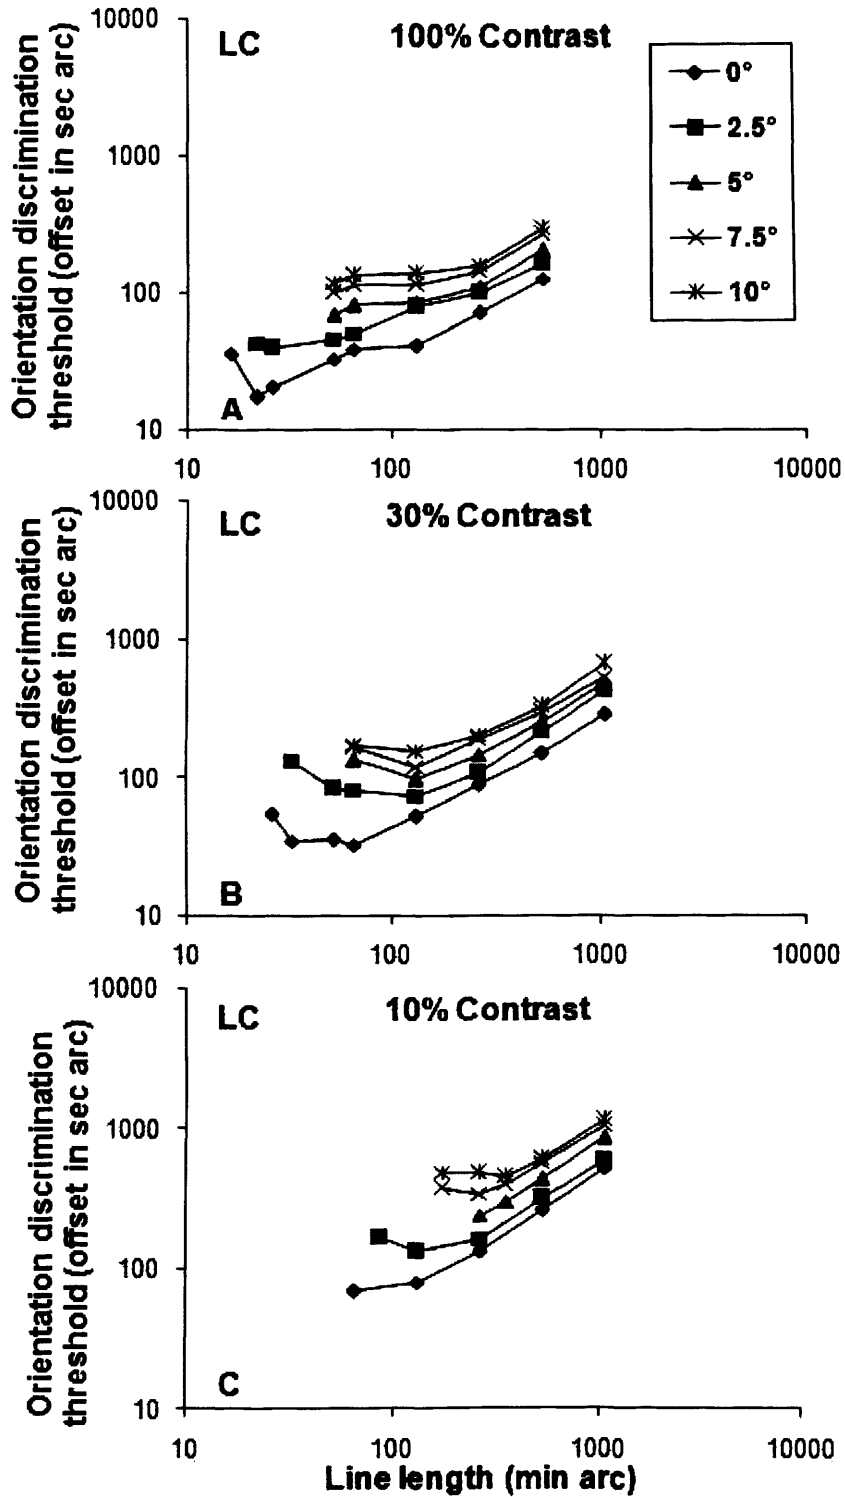 10000
LC
100% Contrast
0°
2.5°
5°
7.5°
10°
1000
100
10
A
10
100
1000
10000
Orientation discrimination
threshold (offset in sec arc)
10000
LC
30% Contrast
1000
100
10
B
10
100
1000
10000
Orientation discrimination
threshold (offset in sec arc)
10000
LC
10% Contrast
1000
100
10
C
10
100
1000
10000
Orientation discrimination
threshold (offset in sec arc)
Line length (min arc)